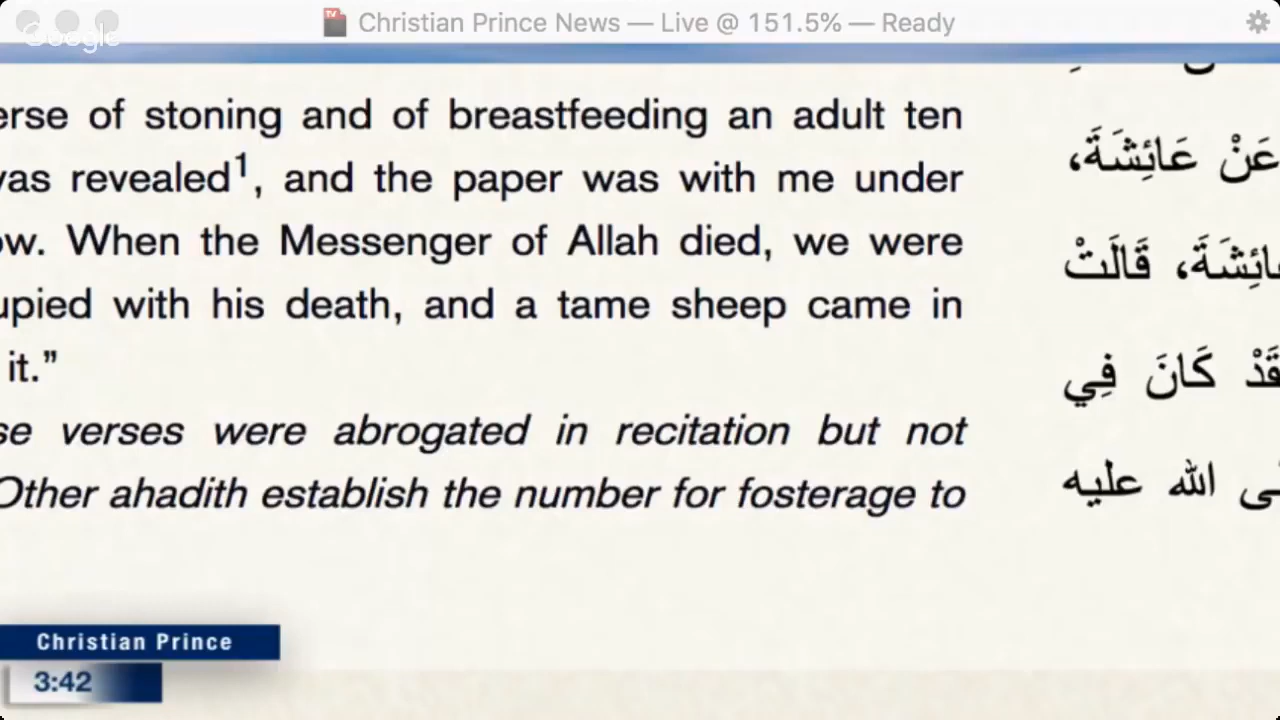 Christian Prince News — Live @ 151.5% — Ready
Google
erse of stoning and of breastfeeding an adult ten
was revealed¹, and the paper was with me under
ow. When the Messenger of Allah died, we were
upied with his death, and a tame sheep came in
it.”
se verses were abrogated in recitation but not
Other ahadith establish the number for fosterage to
عَنْ عَائِشَةَ،
عَائِشَةَ، قَالَتْ
قَدْ كَانَ فِي
الله عليه
Christian Prince
3:42